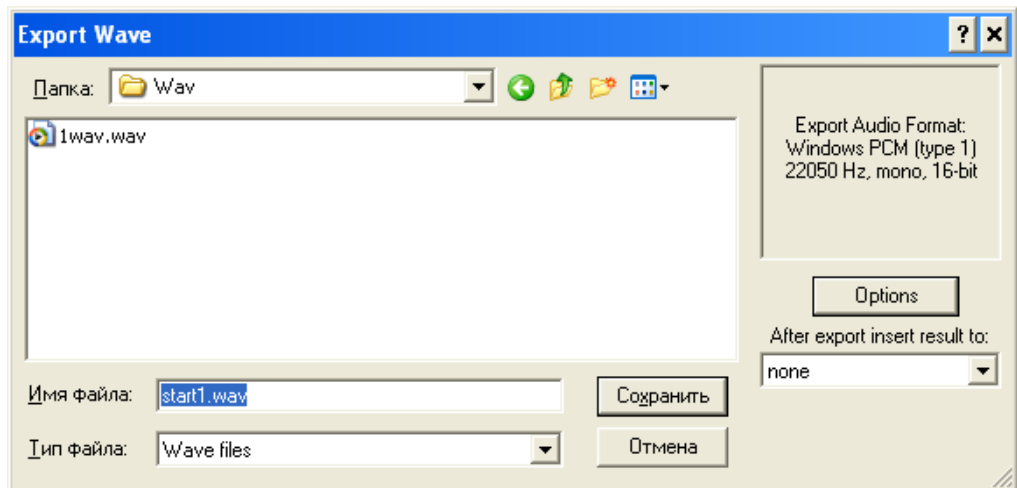 Export Wave
Папка: Wav
1wav.wav
Export Audio Format:
Windows PCM (type 1)
22050 Hz, mono, 16-bit
Options
After export insert result to:
none
Имя файла: start1.wav
Сохранить
Тип файла: Wave files
Отмена